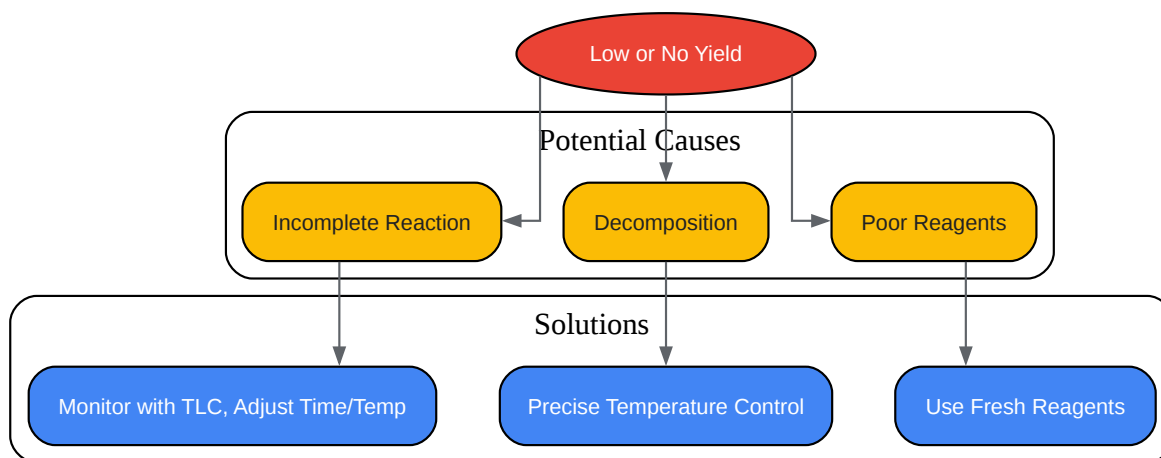 Low or No Yield
Potential Causes
Incomplete Reaction
Decomposition
Poor Reagents
Solutions
Monitor with TLC, Adjust Time/Temp
Precise Temperature Control
Use Fresh Reagents